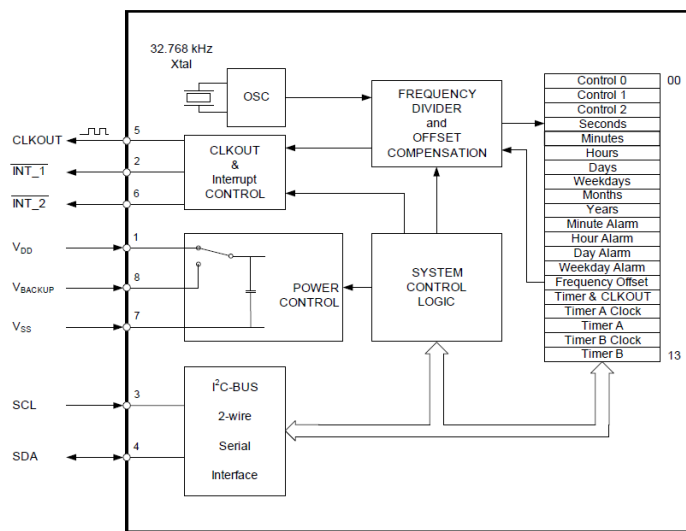 32.768 kHz
Xtal
OSC
FREQUENCY
DIVIDER
and
OFFSET
COMPENSATION
Control 0
00
Control 1
Control 2
Seconds
Minutes
Hours
Days
Weekdays
Months
Years
Minute Alarm
Hour Alarm
Day Alarm
Weekday Alarm
Frequency Offset
Timer & CLKOUT
Timer A Clock
Timer A
Timer B Clock
Timer B
13
CLKOUT
5
INT_1
2
INT_2
6
CLKOUT
&
Interrupt
CONTROL
VDD
1
VBACKUP
8
VSS
7
POWER
CONTROL
SYSTEM
CONTROL
LOGIC
SCL
3
SDA
4
I²C-BUS
2-wire
Serial
Interface